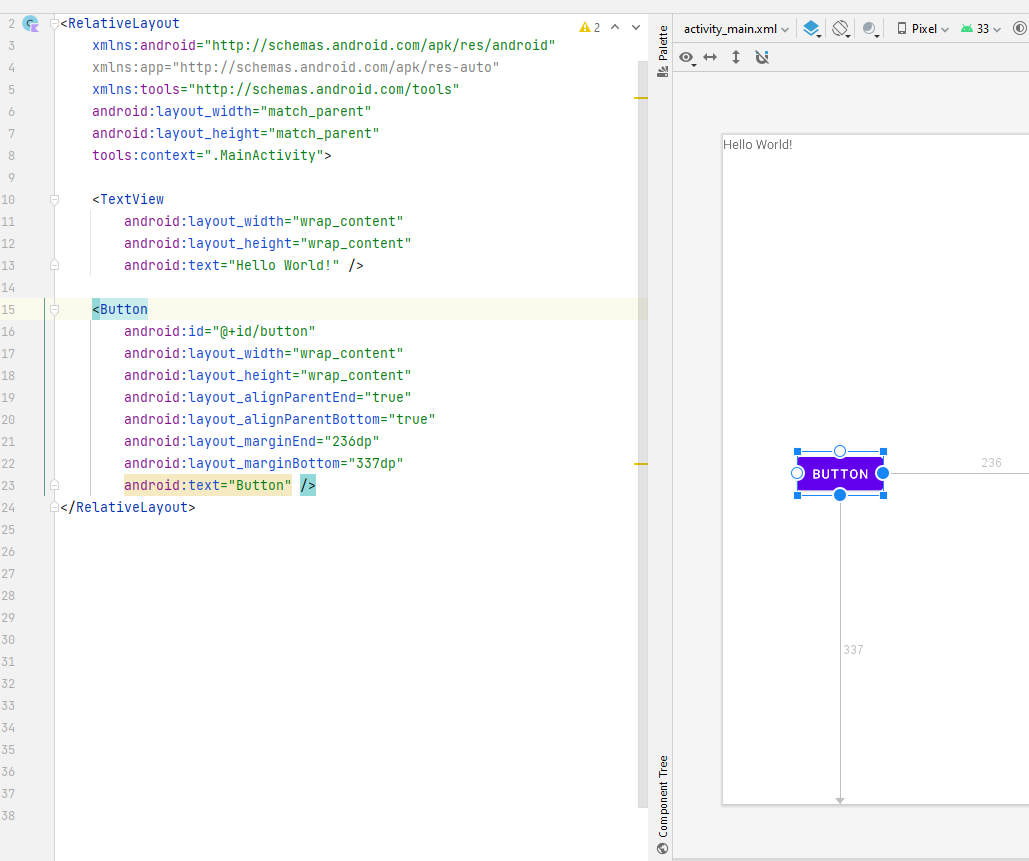 2 <RelativeLayout
3 xmlns:android="http://schemas.android.com/apk/res/android"
4 xmlns:app="http://schemas.android.com/apk/res-auto"
5 xmlns:tools="http://schemas.android.com/tools"
6 android:layout_width="match_parent"
7 android:layout_height="match_parent"
8 tools:context=".MainActivity">
9
10 <TextView
11 android:layout_width="wrap_content"
12 android:layout_height="wrap_content"
13 android:text="Hello World!" />
14
15 <Button
16 android:id="@+id/button"
17 android:layout_width="wrap_content"
18 android:layout_height="wrap_content"
19 android:layout_alignParentEnd="true"
20 android:layout_alignParentBottom="true"
21 android:layout_marginEnd="236dp"
22 android:layout_marginBottom="337dp"
23 android:text="Button" />
24 </RelativeLayout>
25
26
27
28
29
30
31
32
33
34
35
36
37
38
2
Palette
Component Tree
activity_main.xml
Pixel
33
Hello World!
BUTTON
236
337